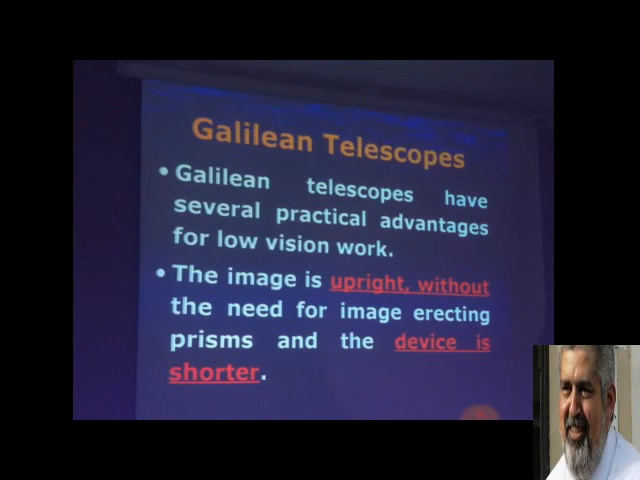 Galilean Telescopes
• Galilean telescopes have
several practical advantages
for low vision work.
• The image is upright, without
the need for image erecting
prisms and the device is
shorter.